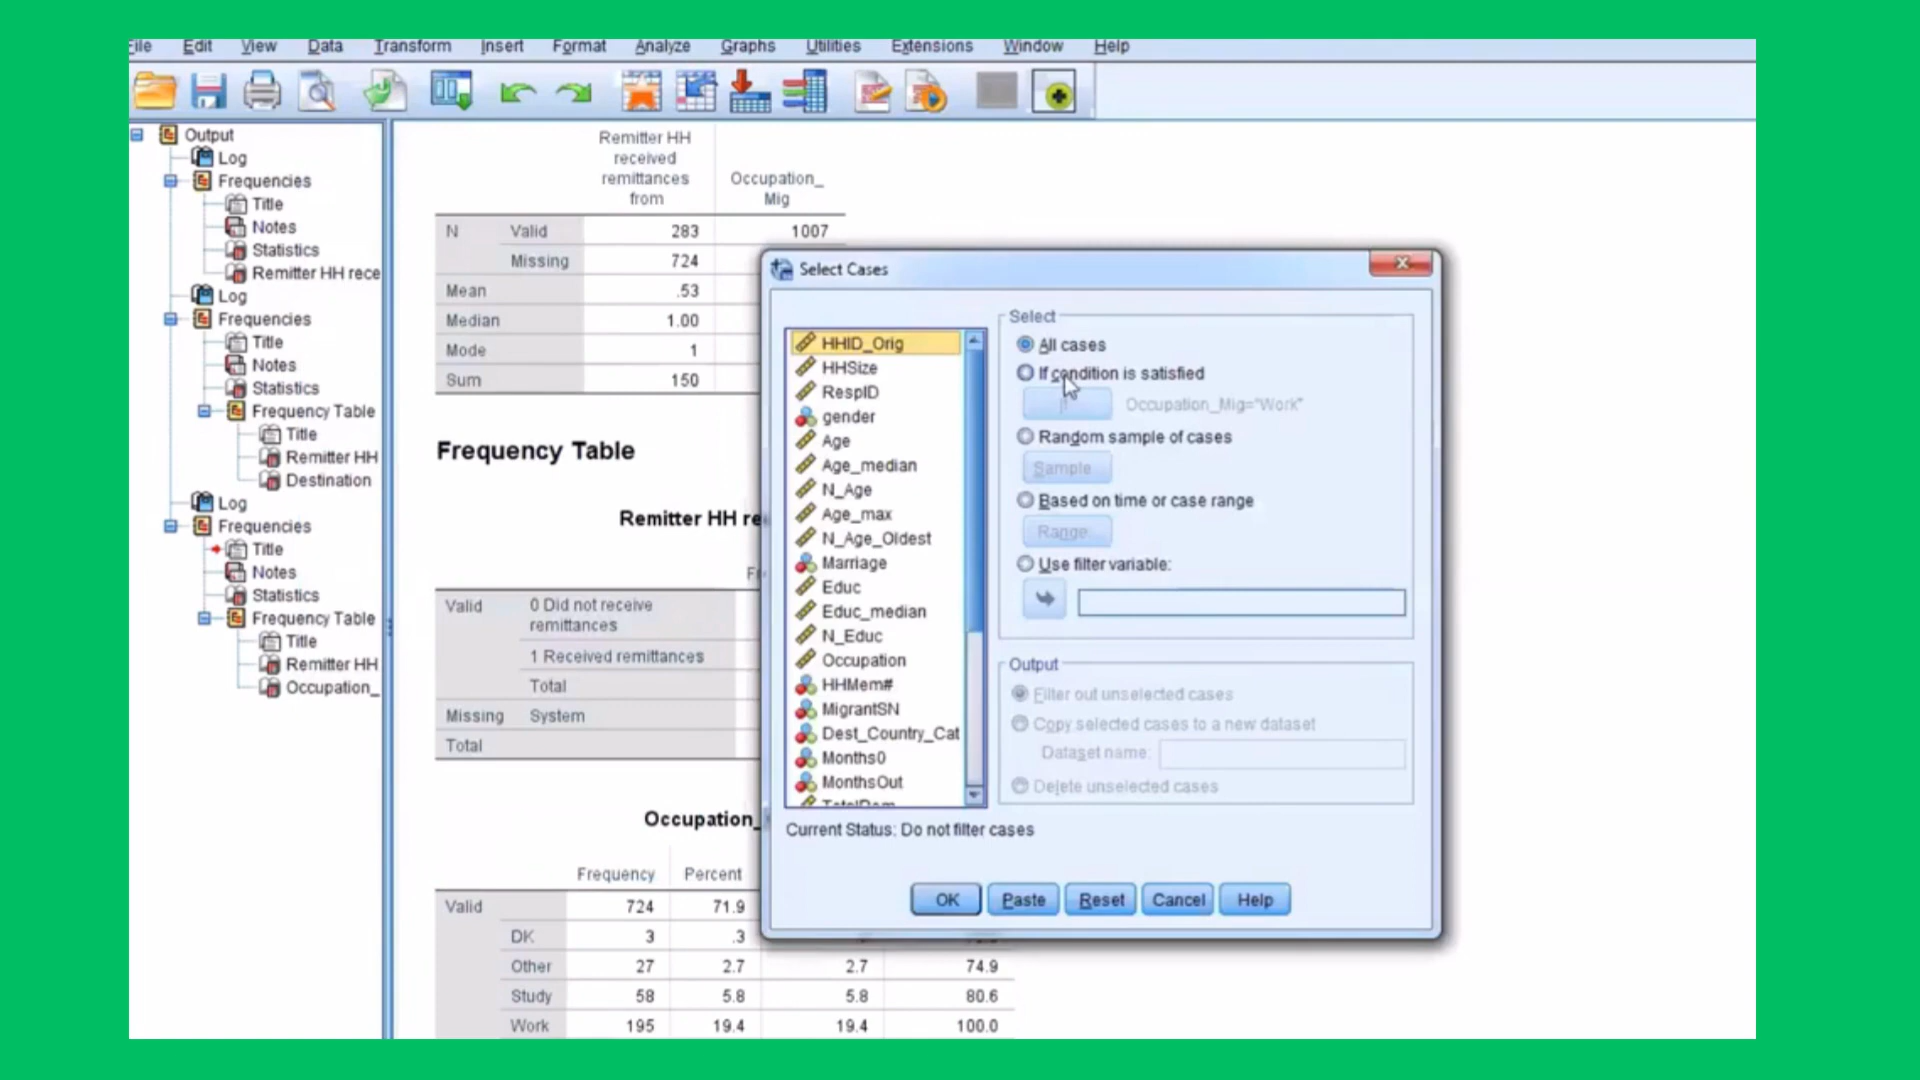 File Edit View Data Transform Insert Format Analyze Graphs Utilities Extensions Window Help
Output
Log
Frequencies
Title
Notes
Statistics
Remitter HH rece
Log
Frequencies
Title
Notes
Statistics
Frequency Table
Title
Remitter HH
Destination
Log
Frequencies
Title
Notes
Statistics
Frequency Table
Title
Remitter HH
Occupation_
Remitter HH
received
remittances
from
Occupation_
Mig
N Valid 283 1007
Missing 724
Mean .53
Median 1.00
Mode 1
Sum 150
Frequency Table
Remitter HH re
Valid 0 Did not receive
remittances
1 Received remittances
Total
Missing System
Total
Occupation_
Frequency Percent
Valid 724 71.9
DK 3 .3
Other 27 2.7 2.7 74.9
Study 58 5.8 5.8 80.6
Work 195 19.4 19.4 100.0
Select Cases
HHID_Orig
HHSize
RespID
gender
Age
Age_median
N_Age
Age_max
N_Age_Oldest
Marriage
Educ
Educ_median
N_Educ
Occupation
HHMem#
MigrantSN
Dest_Country_Cat
Months0
MonthsOut
Select
All cases
If condition is satisfied
Occupation_Mig="Work"
Random sample of cases
Sample...
Based on time or case range
Range...
Use filter variable:
Output
Filter out unselected cases
Copy selected cases to a new dataset
Dataset name:
Delete unselected cases
Current Status: Do not filter cases
OK Paste Reset Cancel Help